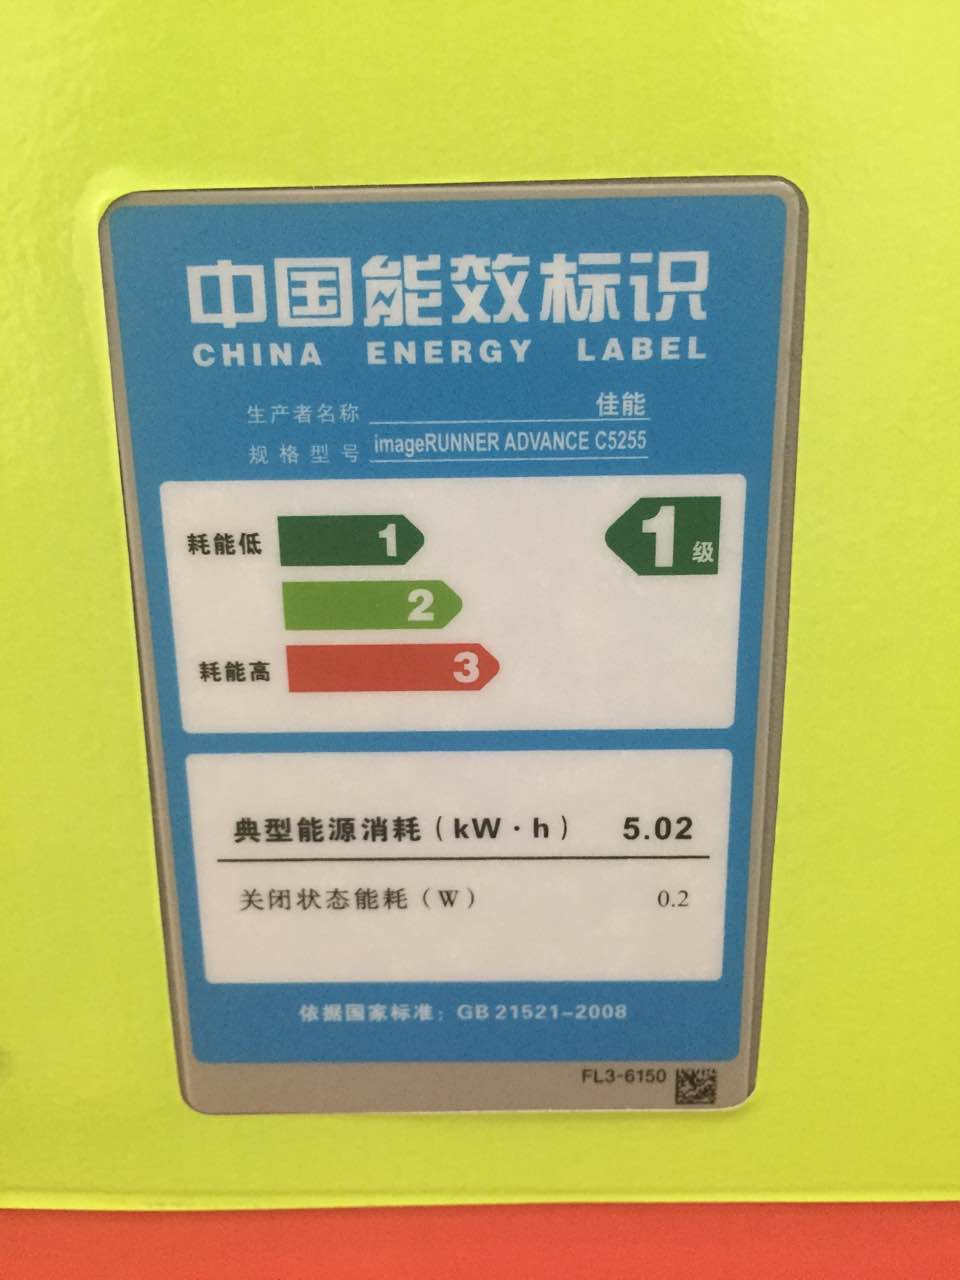 中国能效标识
CHINA ENERGY LABEL
生产者名称 佳能
规格型号 imageRUNNER ADVANCE C5255
耗能低 1 1级
2
耗能高 3
典型能源消耗（kW·h） 5.02
关闭状态能耗（W） 0.2
依据国家标准：GB 21521-2008
FL3-6150